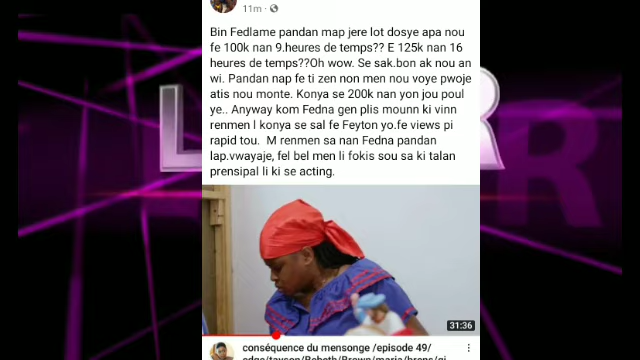 11m
Bin Fedlame pandan map jere lot dosye apa nou
fe 100k nan 9.heures de temps?? E 125k nan 16
heures de temps??Oh wow. Se sak.bon ak nou an
wi. Pandan nap fe ti zen non men nou voye pwoje
atis nou monte. Konya se 200k nan yon jou poul
ye.. Anyway kom Fedna gen plis mounn ki vinn
renmen l konya se sal fe Feyton yo.fe views pi
rapid tou.  M renmen sa nan Fedna pandan
lap.vwayaje, fel bel men li fokis sou sa ki talan
prensipal li ki se acting.
31:36
conséquence du mensonge /episode 49/